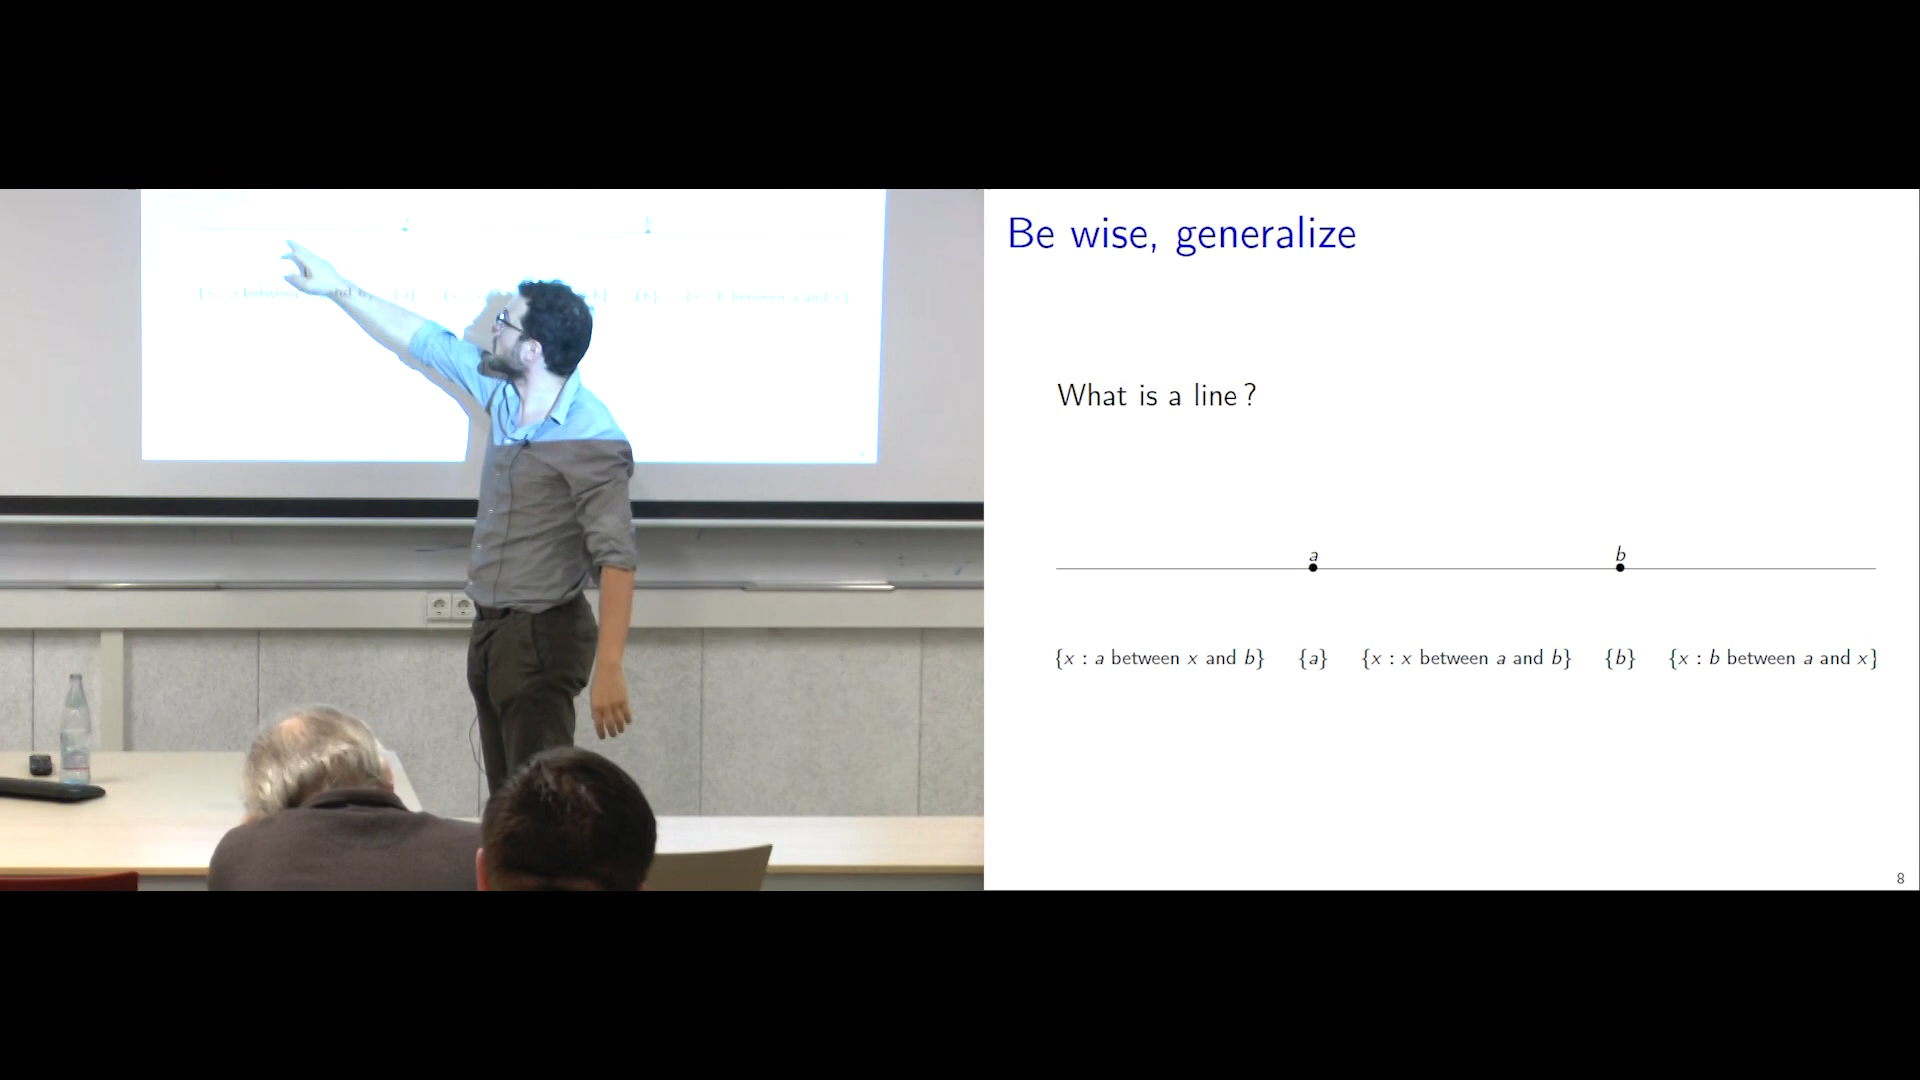 Be wise, generalize
What is a line ?
a b
{x : a between x and b} {a} {x : x between a and b} {b} {x : b between a and x}
8